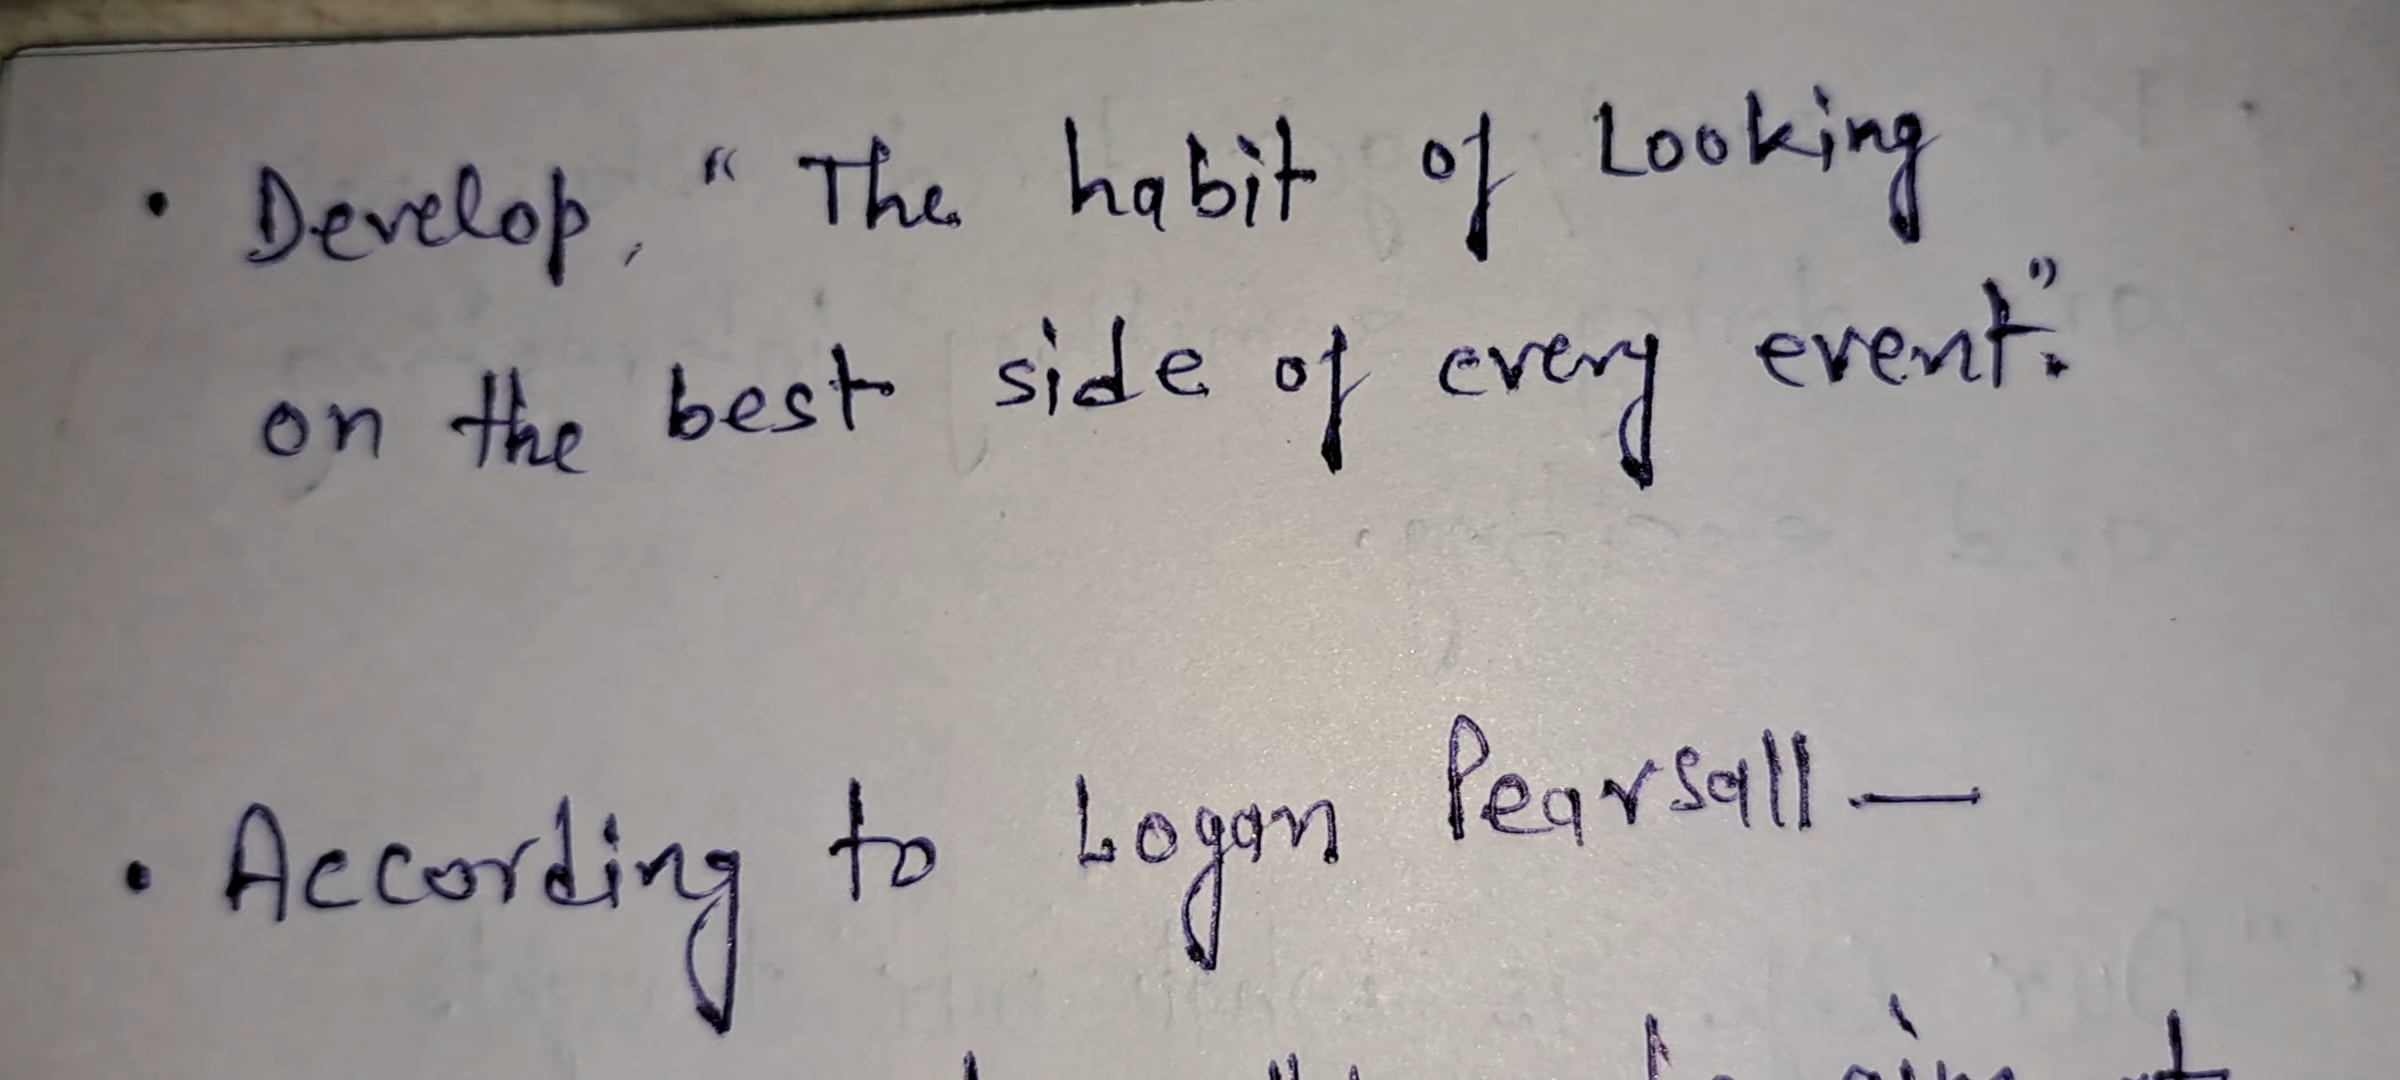 • Develop, "The habit of Looking
on the best side of every event".
• According to Logan Pearsall —